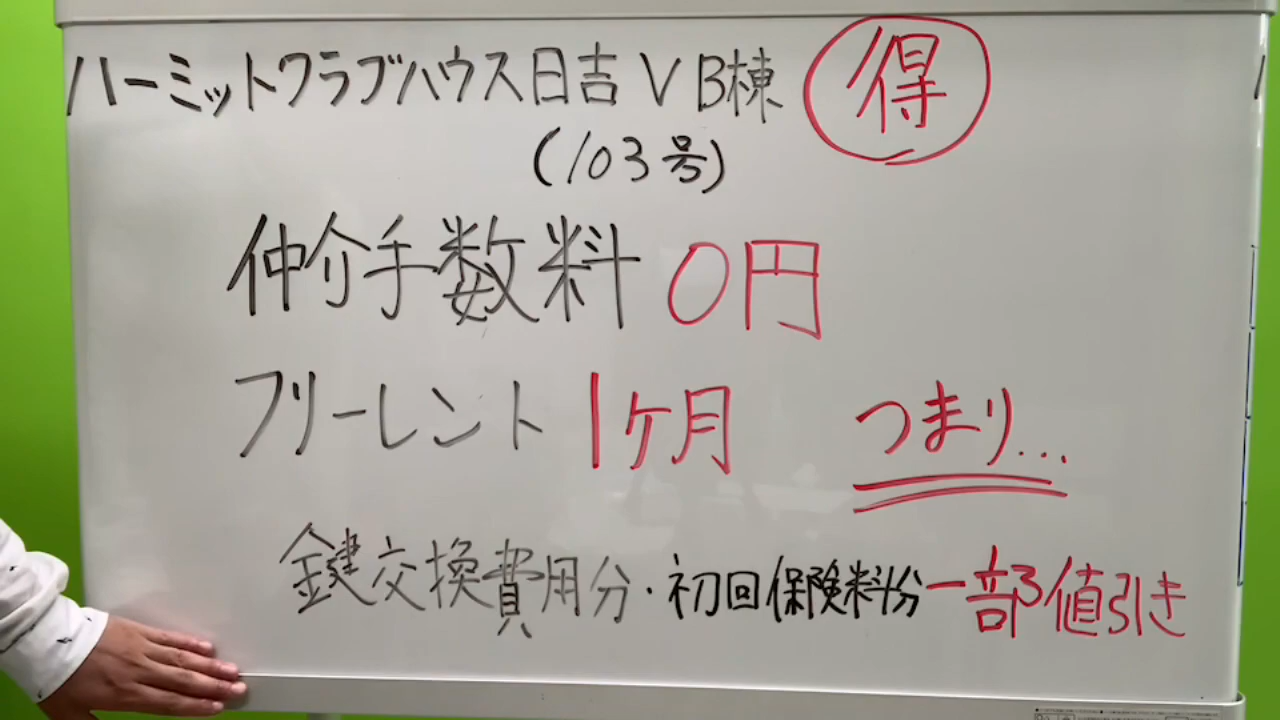 ハーミットクラブハウス日吉 V B棟 得
(103号)
仲介手数料 0円
フリーレント 1ヶ月 つまり...
鍵交換費用分・初回保険料分一部値引き